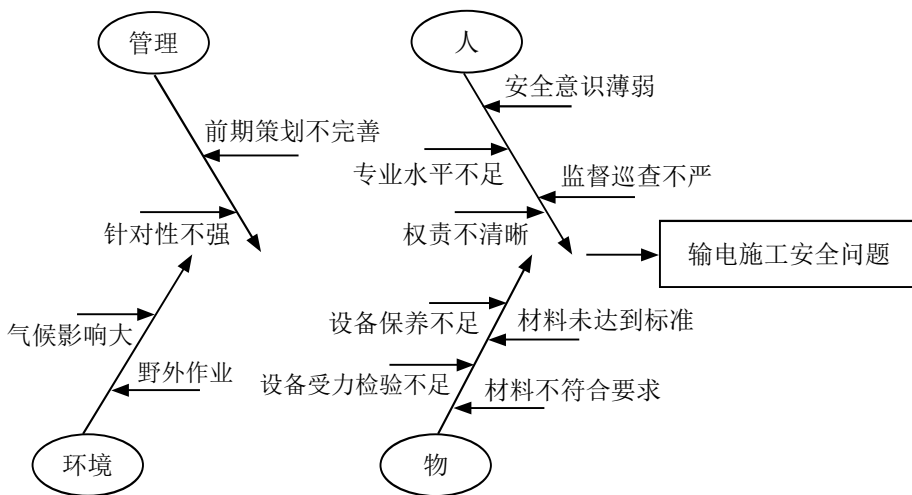 管理
人
安全意识薄弱
前期策划不完善
专业水平不足
监督巡查不严
针对性不强
权责不清晰
输电施工安全问题
设备保养不足
材料未达到标准
气候影响大
野外作业
设备受力检验不足
材料不符合要求
环境
物